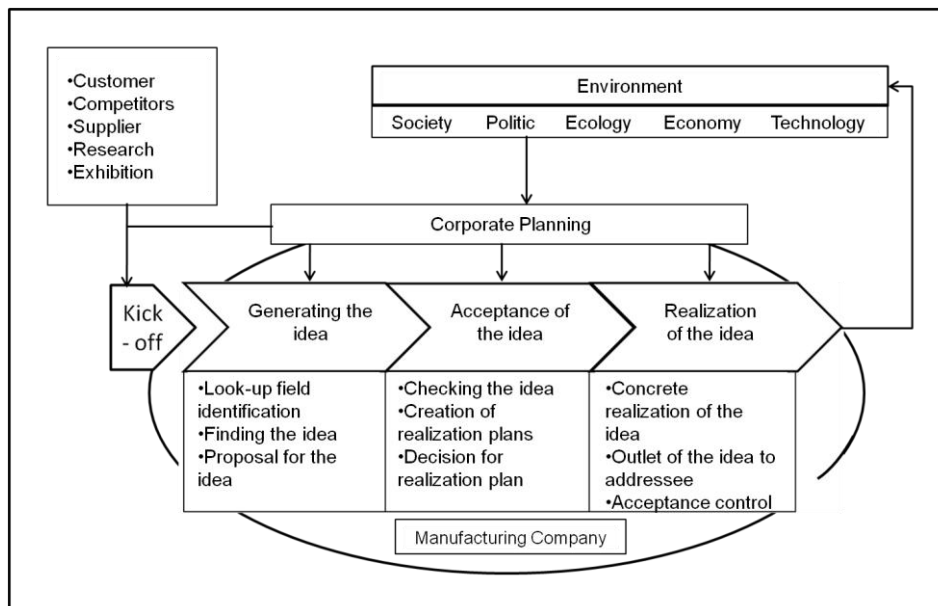 •Customer
•Competitors
•Supplier
•Research
•Exhibition
Environment
Society Politic Ecology Economy Technology
Corporate Planning
Kick
- off
Generating the
idea
Acceptance of
the idea
Realization
of the idea
•Look-up field
identification
•Finding the idea
•Proposal for the
idea
•Checking the idea
•Creation of
realization plans
•Decision for
realization plan
•Concrete
realization of the
idea
•Outlet of the idea to
addressee
•Acceptance control
Manufacturing Company